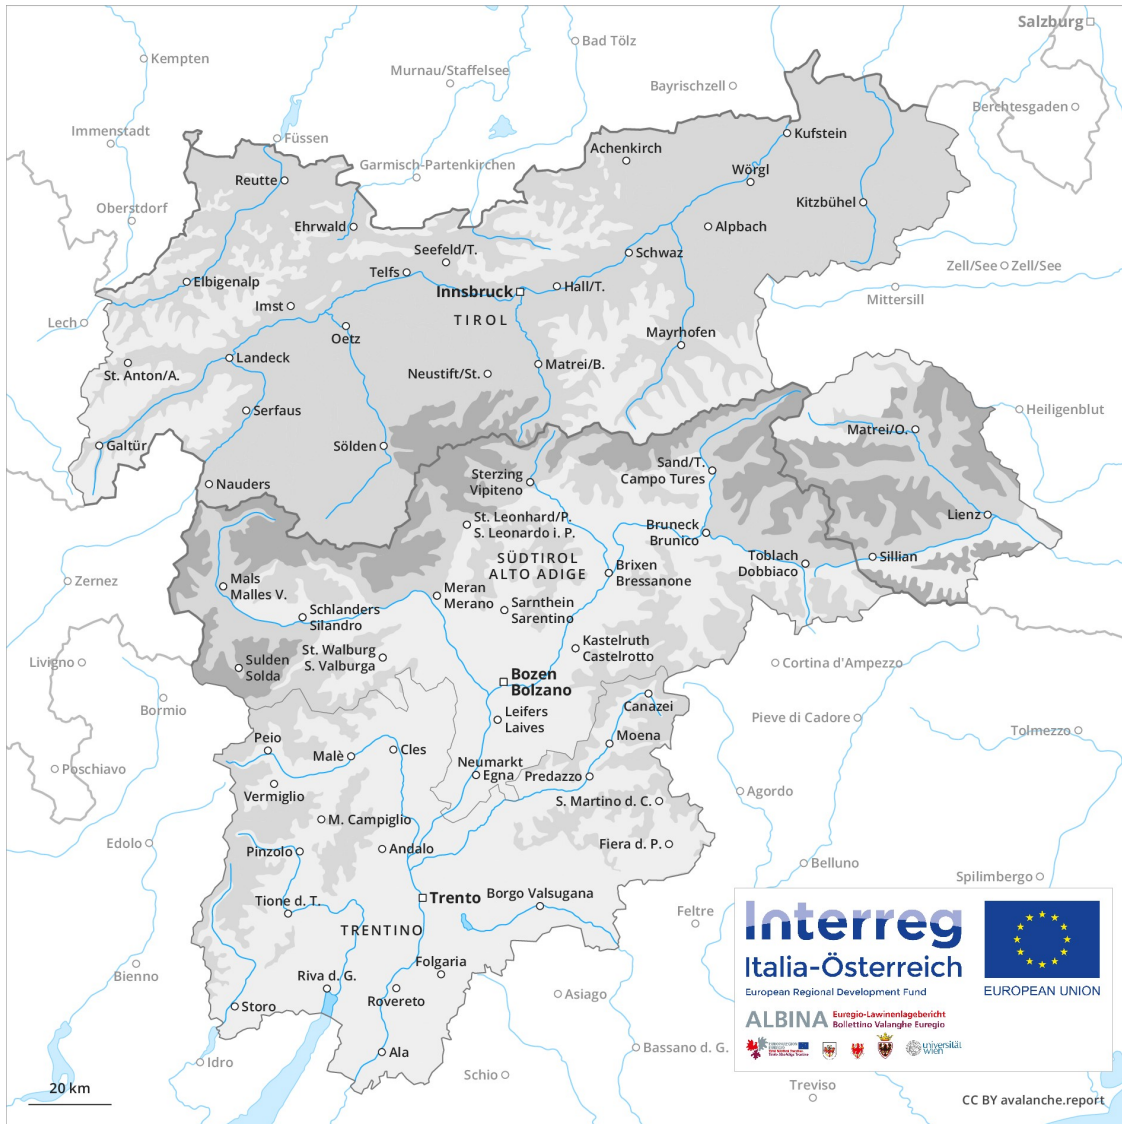 Salzburg
Bad Tölz
Kempten
Murnau/Staffelsee
Bayrischzell
Berchtesgaden
Immenstadt
Füssen
Kufstein
Achenkirch
Garmisch-Partenkirchen
Wörgl
Reutte
Kitzbühel
Oberstdorf
Ehrwald
Alpbach
Seefeld/T.
Schwaz
Telfs
Zell/See
Zell/See
Elbigenalp
Innsbruck
Hall/T.
Mittersill
Imst
TIROL
Lech
Oetz
Mayrhofen
Landeck
Matrei/B.
St. Anton/A.
Neustift/St.
Serfaus
Heiligenblut
Matrei/O.
Galtür
Sölden
Sand/T.
Campo Tures
Sterzing
Vipiteno
Nauders
St. Leonhard/P.
S. Leonardo i. P.
Lienz
Bruneck
Brunico
SÜDTIROL
ALTO ADIGE
Toblach
Dobbiaco
Sillian
Brixen
Bressanone
Zernez
Mals
Malles V.
Meran
Merano
Sarnthein
Sarentino
Schlanders
Silandro
Kastelruth
Castelrotto
St. Walburg
S. Valburga
Livigno
Sulden
Solda
Cortina d'Ampezzo
Bozen
Bolzano
Bormio
Canazei
Leifers
Laives
Pieve di Cadore
Tolmezzo
Peio
Moena
Malè
Cles
Neumarkt
Egna
Predazzo
Poschiavo
Vermiglio
Agordo
S. Martino d. C.
M. Campiglio
Edolo
Pinzolo
Andalo
Fiera d. P.
Belluno
Spilimbergo
Tione d. T.
Trento
Borgo Valsugana
Feltre
TRENTINO
Folgaria
Bienno
Riva d. G.
Rovereto
Asiago
Storo
Ala
Bassano d. G.
Idro
Schio
Treviso
Interreg
Italia-Österreich
European Regional Development Fund
EUROPEAN UNION
ALBINA
Euregio-Lawinenlagebericht
Bollettino Valanghe Euregio
universität
wien
20 km
CC BY avalanche.report